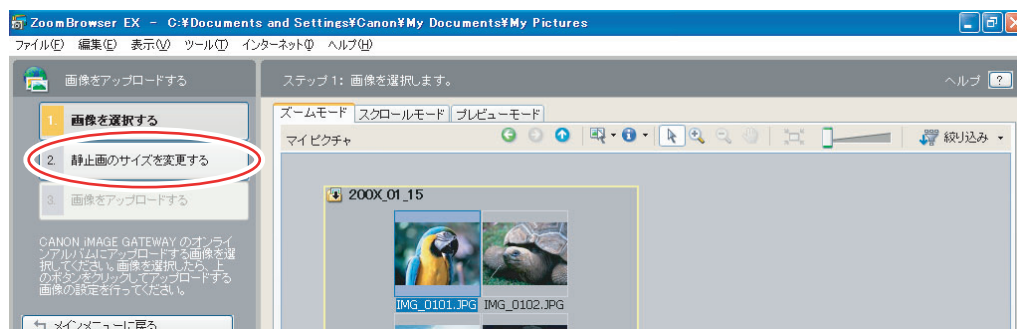 ZoomBrowser EX － C:¥Documents and Settings¥Canon¥My Documents¥My Pictures
ファイル(F) 編集(E) 表示(V) ツール(T) インターネット(I) ヘルプ(H)
画像をアップロードする
ステップ1: 画像を選択します。
ヘルプ ?
1. 画像を選択する
2. 静止画のサイズを変更する
3. 画像をアップロードする
CANON iMAGE GATEWAY のオンライ
ンアルバムにアップロードする画像を選
択してください。画像を選択したら、上
のボタンをクリックしてアップロードする
画像の設定を行ってください。
メインメニューに戻る
ズームモード スクロールモード プレビューモード
マイ ピクチャ
絞り込み
200X_01_15
IMG_0101.JPG IMG_0102.JPG